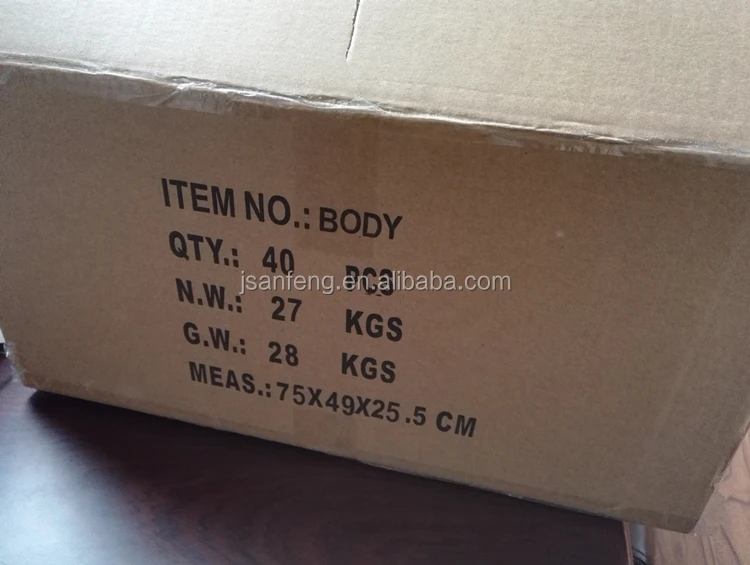 ITEM NO.: BODY
QTY.: 40 PCS
jsanfeng.en.alibaba.com
N.W.: 27 KGS
G.W.: 28 KGS
MEAS.: 75X49X25.5 CM